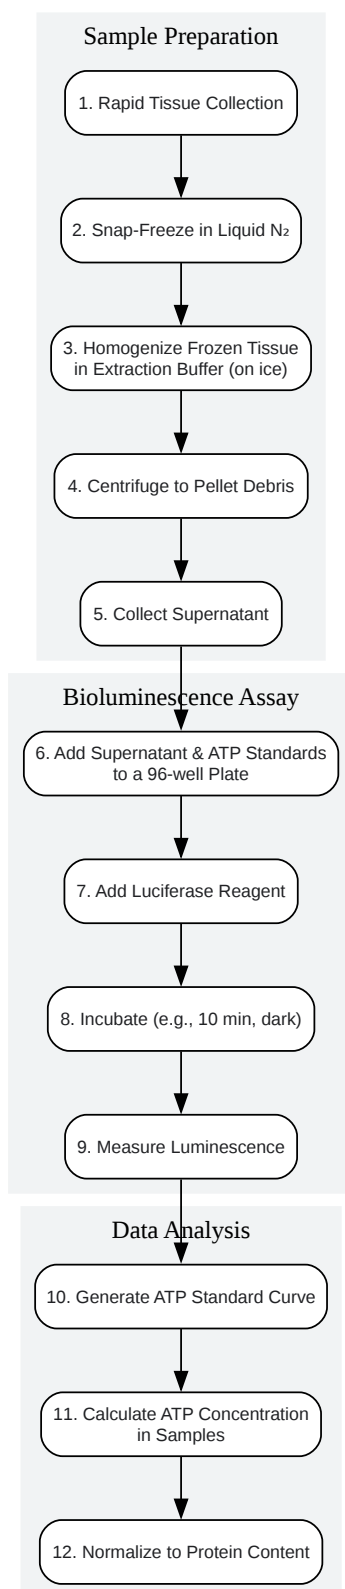 Sample Preparation
1. Rapid Tissue Collection
2. Snap-Freeze in Liquid N₂
3. Homogenize Frozen Tissue
in Extraction Buffer (on ice)
4. Centrifuge to Pellet Debris
5. Collect Supernatant
Bioluminescence Assay
6. Add Supernatant & ATP Standards
to a 96-well Plate
7. Add Luciferase Reagent
8. Incubate (e.g., 10 min, dark)
9. Measure Luminescence
Data Analysis
10. Generate ATP Standard Curve
11. Calculate ATP Concentration
in Samples
12. Normalize to Protein Content